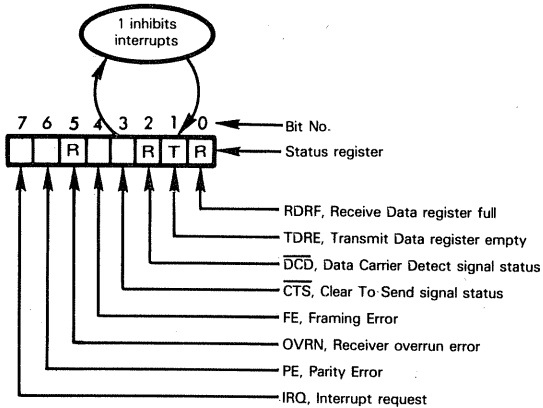 1 inhibits
interrupts
7 6 5 4 3 2 1 0 Bit No.
R R T R Status register
RDRF, Receive Data register full
TDRE, Transmit Data register empty
D̅C̅D̅, Data Carrier Detect signal status
C̅T̅S̅, Clear To Send signal status
FE, Framing Error
OVRN, Receiver overrun error
PE, Parity Error
IRQ, Interrupt request